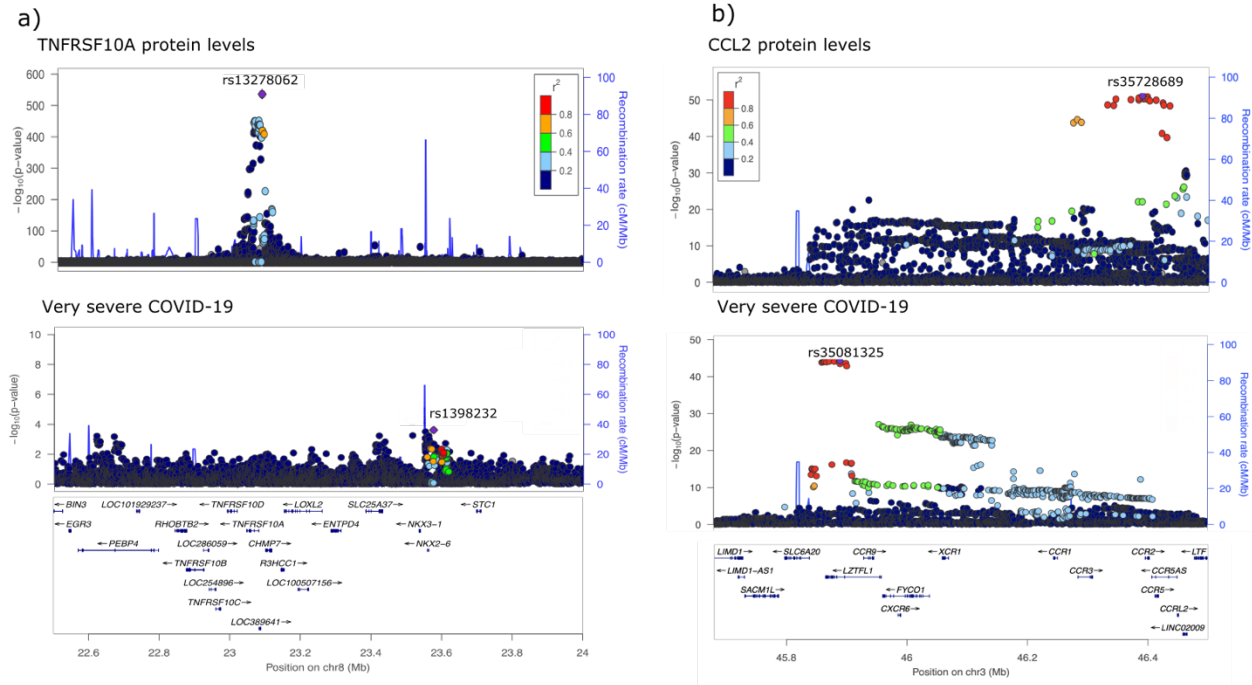 a)
TNFRSF10A protein levels
rs13278062
600
500
400
300
200
100
0
100
80
60
40
20
0
r²
0.8
0.6
0.4
0.2
− log₁₀(p−value)
Recombination rate (cM/Mb)
Very severe COVID-19
rs1398232
10
8
6
4
2
0
100
80
60
40
20
0
− log₁₀(p−value)
Recombination rate (cM/Mb)
← BIN3 LOC101929237→ ←TNFRSF10D ←LOXL2 SLC25A37→ ←STC1
←EGR3 RHOBTB2→ ←TNFRSF10A ←ENTPD4 ←NKX3−1
←PEBP4 LOC286059→ CHMP7→ ←NKX2−6
←TNFRSF10B R3HCC1→
LOC254896→ LOC100507156→
TNFRSF10C→
LOC389641→
22.6 22.8 23 23.2 23.4 23.6 23.8 24
Position on chr8 (Mb)
b)
CCL2 protein levels
rs35728689
50
40
30
20
10
0
100
80
60
40
20
0
r²
0.8
0.6
0.4
0.2
− log₁₀(p−value)
Recombination rate (cM/Mb)
Very severe COVID-19
rs35081325
50
40
30
20
10
0
100
80
60
40
20
0
− log₁₀(p−value)
Recombination rate (cM/Mb)
LIMD1→ ←SLC6A20 CCR9→ ←XCR1 ←CCR1 CCR2→ ←LTF
←LIMD1−AS1 ←LZTFL1 CCR3→ ←CCR5AS
SACM1L→ ←FYCO1 CCR5→
CXCR6→ CCRL2→
←LINC02009
45.8 46 46.2 46.4
Position on chr3 (Mb)